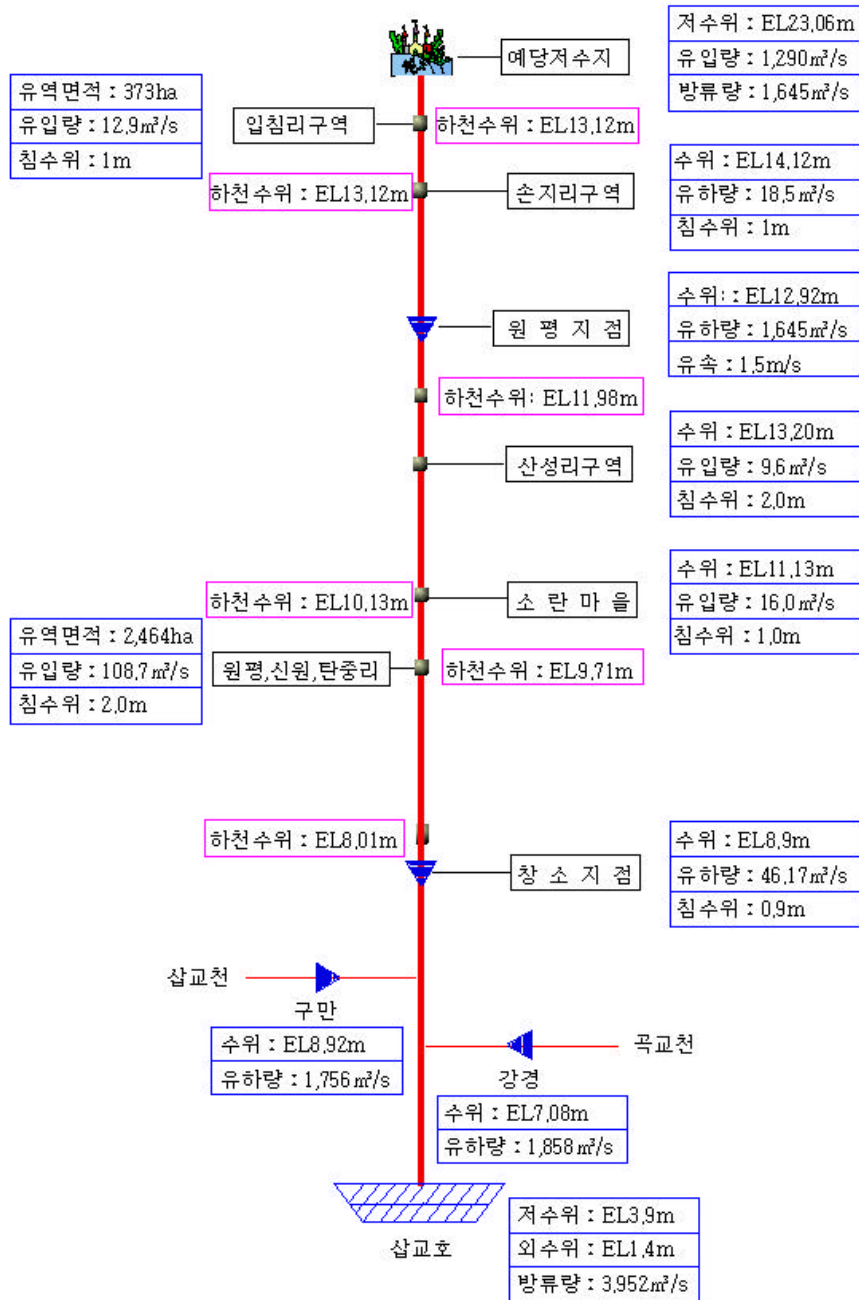 저수위 : EL23,06m
유입량 : 1,290㎥/s
방류량 : 1,645㎥/s
예당저수지
유역면적 : 373ha
유입량 : 12,9㎥/s
침수위 : 1m
입침리구역
하천수위 : EL13,12m
하천수위 : EL13,12m
손지리구역
수위 : EL14,12m
유하량 : 18,5㎥/s
침수위 : 1m
원 평 지 점
수위: : EL12,92m
유하량 : 1,645㎥/s
유속 : 1,5m/s
하천수위: EL11,98m
산성리구역
수위 : EL13,20m
유입량 : 9,6㎥/s
침수위 : 2,0m
하천수위 : EL10,13m
소 란 마 을
수위 : EL11,13m
유입량 : 16,0㎥/s
침수위 : 1,0m
유역면적 : 2,464ha
유입량 : 108,7㎥/s
침수위 : 2,0m
원평,신원,탄중리
하천수위 : EL9,71m
하천수위 : EL8,01m
창 소 지 점
수위 : EL8,9m
유하량 : 46,17㎥/s
침수위 : 0,9m
삽교천
구만
수위 : EL8,92m
유하량 : 1,756㎥/s
곡교천
강경
수위 : EL7,08m
유하량 : 1,858㎥/s
삽교호
저수위 : EL3,9m
외수위 : EL1,4m
방류량 : 3,952㎥/s